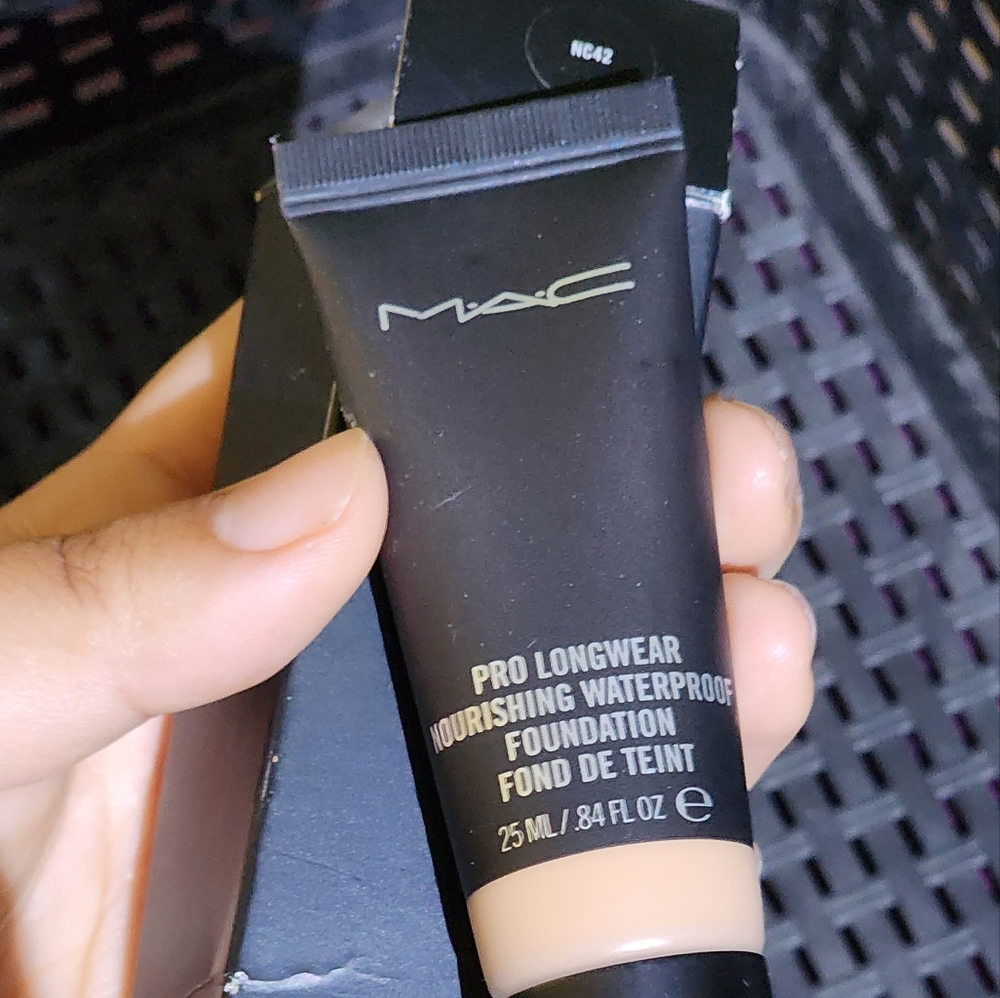 NC42
M·A·C
PRO LONGWEAR
NOURISHING WATERPROOF
FOUNDATION
FOND DE TEINT
25 ML / .84 FL OZ ℮